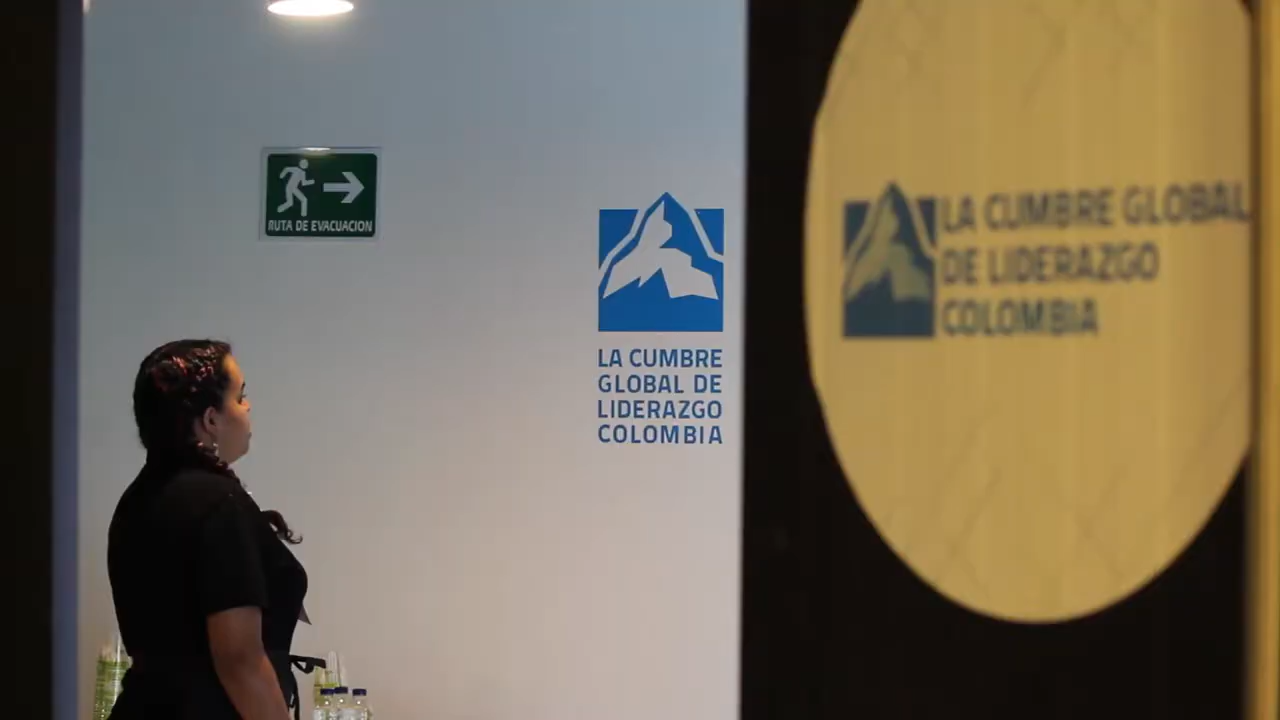 RUTA DE EVACUACION
LA CUMBRE
GLOBAL DE
LIDERAZGO
COLOMBIA
LA CUMBRE GLOBAL
DE LIDERAZGO
COLOMBIA